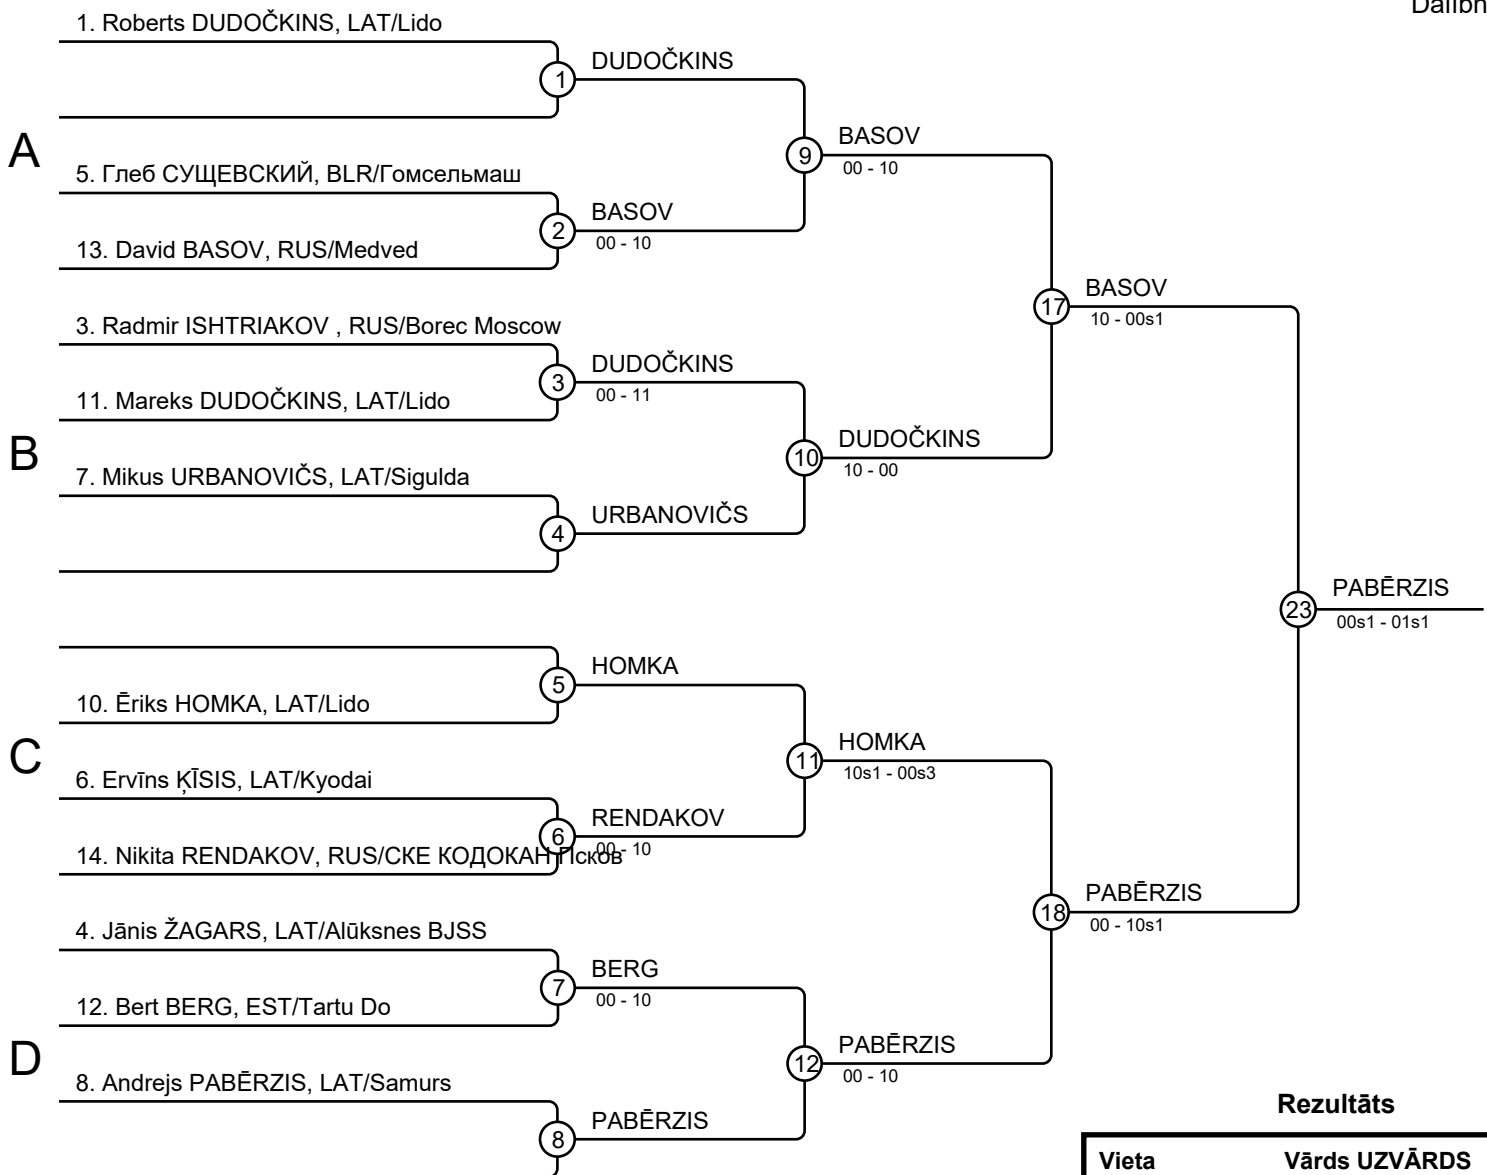 Dalībn
1. Roberts DUDOČKINS, LAT/Lido
DUDOČKINS
1
A
BASOV
9
00 - 10
5. Глеб СУЩЕВСКИЙ, BLR/Гомсельмаш
BASOV
2
00 - 10
13. David BASOV, RUS/Medved
BASOV
17
10 - 00s1
3. Radmir ISHTRIAKOV , RUS/Borec Moscow
DUDOČKINS
3
00 - 11
11. Mareks DUDOČKINS, LAT/Lido
B
DUDOČKINS
10
10 - 00
7. Mikus URBANOVIČS, LAT/Sigulda
URBANOVIČS
4
PABĒRZIS
23
00s1 - 01s1
HOMKA
5
10. Ēriks HOMKA, LAT/Lido
C
HOMKA
11
10s1 - 00s3
6. Ervīns ĶĪSIS, LAT/Kyodai
RENDAKOV
6
00 - 10
14. Nikita RENDAKOV, RUS/СКЕ КОДОКАН Псков
PABĒRZIS
18
00 - 10s1
4. Jānis ŽAGARS, LAT/Alūksnes BJSS
BERG
7
00 - 10
12. Bert BERG, EST/Tartu Do
D
PABĒRZIS
12
00 - 10
8. Andrejs PABĒRZIS, LAT/Samurs
PABĒRZIS
8
Rezultāts
Vieta Vārds UZVĀRDS